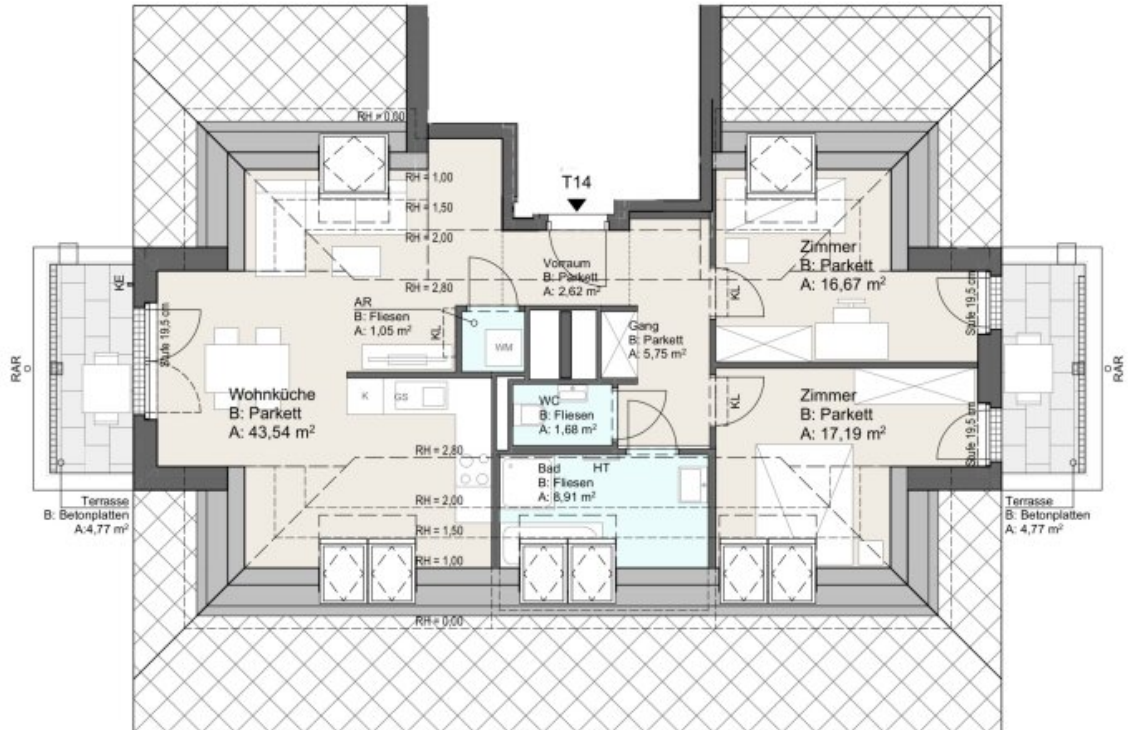 RH = 0,00
T14
RH = 1,00
RH = 1,50
RH = 2,00
RH = 2,80
Vorraum
B: Parkett
A: 2,62 m²
Zimmer
B: Parkett
A: 16,67 m²
KL
KE
Stufe 19,5 cm
AR
B: Fliesen
A: 1,05 m²
KL
WM
Gang
B: Parkett
A: 5,75 m²
Stufe 19,5 cm
RAR
RAR
Wohnküche
B: Parkett
A: 43,54 m²
K
GS
WC
B: Fliesen
A: 1,68 m²
KL
Zimmer
B: Parkett
A: 17,19 m²
Stufe 19,5 cm
RH = 2,80
Bad
HT
B: Fliesen
A: 8,91 m²
RH = 2,00
RH = 1,50
RH = 1,00
Terrasse
B: Betonplatten
A:4,77 m²
Terrasse
B: Betonplatten
A: 4,77 m²
RH = 0,00